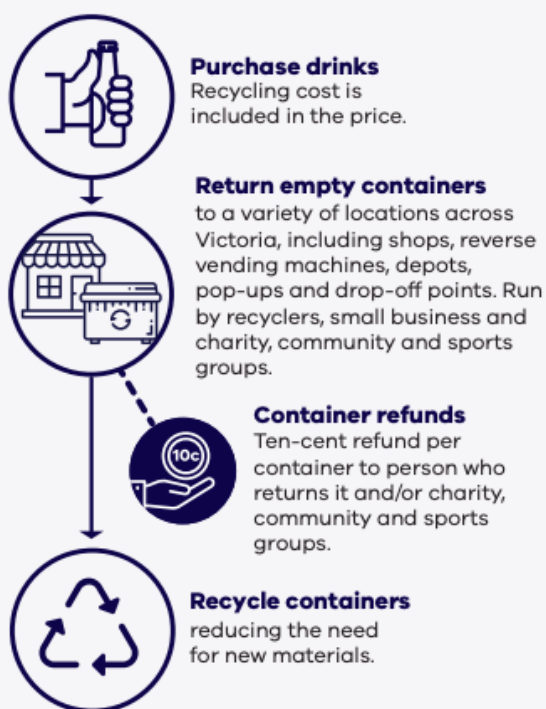 Purchase drinks
Recycling cost is
included in the price.
Return empty containers
to a variety of locations across
Victoria, including shops, reverse
vending machines, depots,
pop-ups and drop-off points. Run
by recyclers, small business and
charity, community and sports
groups.
10c
Container refunds
Ten-cent refund per
container to person who
returns it and/or charity,
community and sports
groups.
Recycle containers
reducing the need
for new materials.